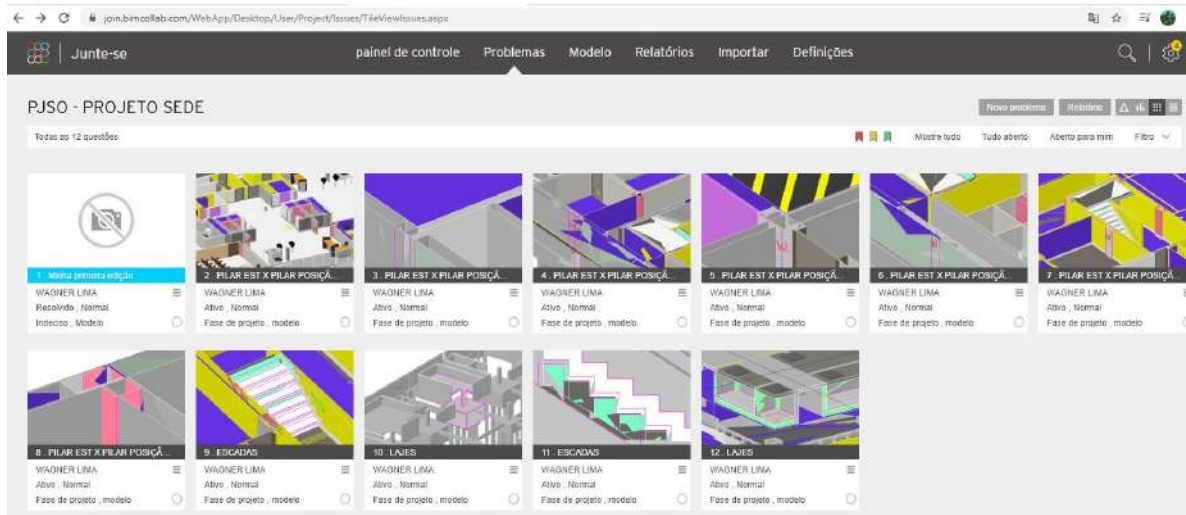 join.bimcollab.com/WebApp/Desktop/User/Project/Issues/TileViewIssues.aspx
Junte-se
painel de controle Problemas Modelo Relatórios Importar Definições
4
PJSO - PROJETO SEDE
Novo problema Relatório
Todas as 12 questões
Mostre tudo Tudo aberto Aberto para mim Filtro
1 . Minha primeira edição
WAGNER LIMA
Resolvido , Normal
Indeciso , Modelo
2 . PILAR EST X PILAR POSIÇÃ...
WAGNER LIMA
Ativo , Normal
Fase de projeto , modelo
3 . PILAR EST X PILAR POSIÇÃ...
WAGNER LIMA
Ativo , Normal
Fase de projeto , modelo
4 . PILAR EST X PILAR POSIÇÃ...
WAGNER LIMA
Ativo , Normal
Fase de projeto , modelo
5 . PILAR EST X PILAR POSIÇÃ...
WAGNER LIMA
Ativo , Normal
Fase de projeto , modelo
6 . PILAR EST X PILAR POSIÇÃ...
WAGNER LIMA
Ativo , Normal
Fase de projeto , modelo
7 . PILAR EST X PILAR POSIÇÃ...
WAGNER LIMA
Ativo , Normal
Fase de projeto , modelo
8 . PILAR EST X PILAR POSIÇÃ...
WAGNER LIMA
Ativo , Normal
Fase de projeto , modelo
9 . ESCADAS
WAGNER LIMA
Ativo , Normal
Fase de projeto , modelo
10 . LAJES
WAGNER LIMA
Ativo , Normal
Fase de projeto , modelo
11 . ESCADAS
WAGNER LIMA
Ativo , Normal
Fase de projeto , modelo
12 . LAJES
WAGNER LIMA
Ativo , Normal
Fase de projeto , modelo